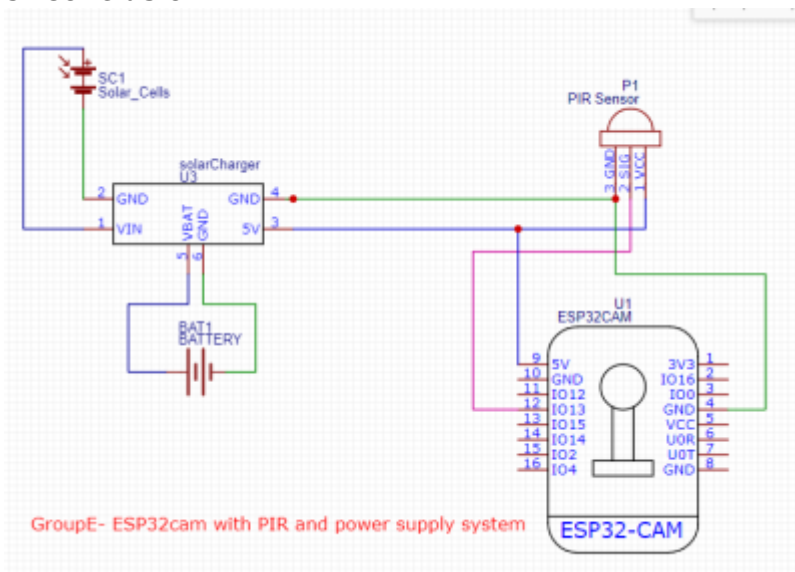 SC1
Solar_Cells
P1
PIR Sensor
3 GND
2 SIG
1 VCC
solarCharger
U3
2 GND
GND 4
1 VIN
5V 3
VBAT 5
GND 6
BAT1
BATTERY
U1
ESP32CAM
9 5V
3V3 1
10 GND
IO16 2
11 IO12
IO0 3
12 IO13
GND 4
13 IO15
VCC 5
14 IO14
U0R 6
15 IO2
U0T 7
16 IO4
GND 8
GroupE- ESP32cam with PIR and power supply system
ESP32-CAM